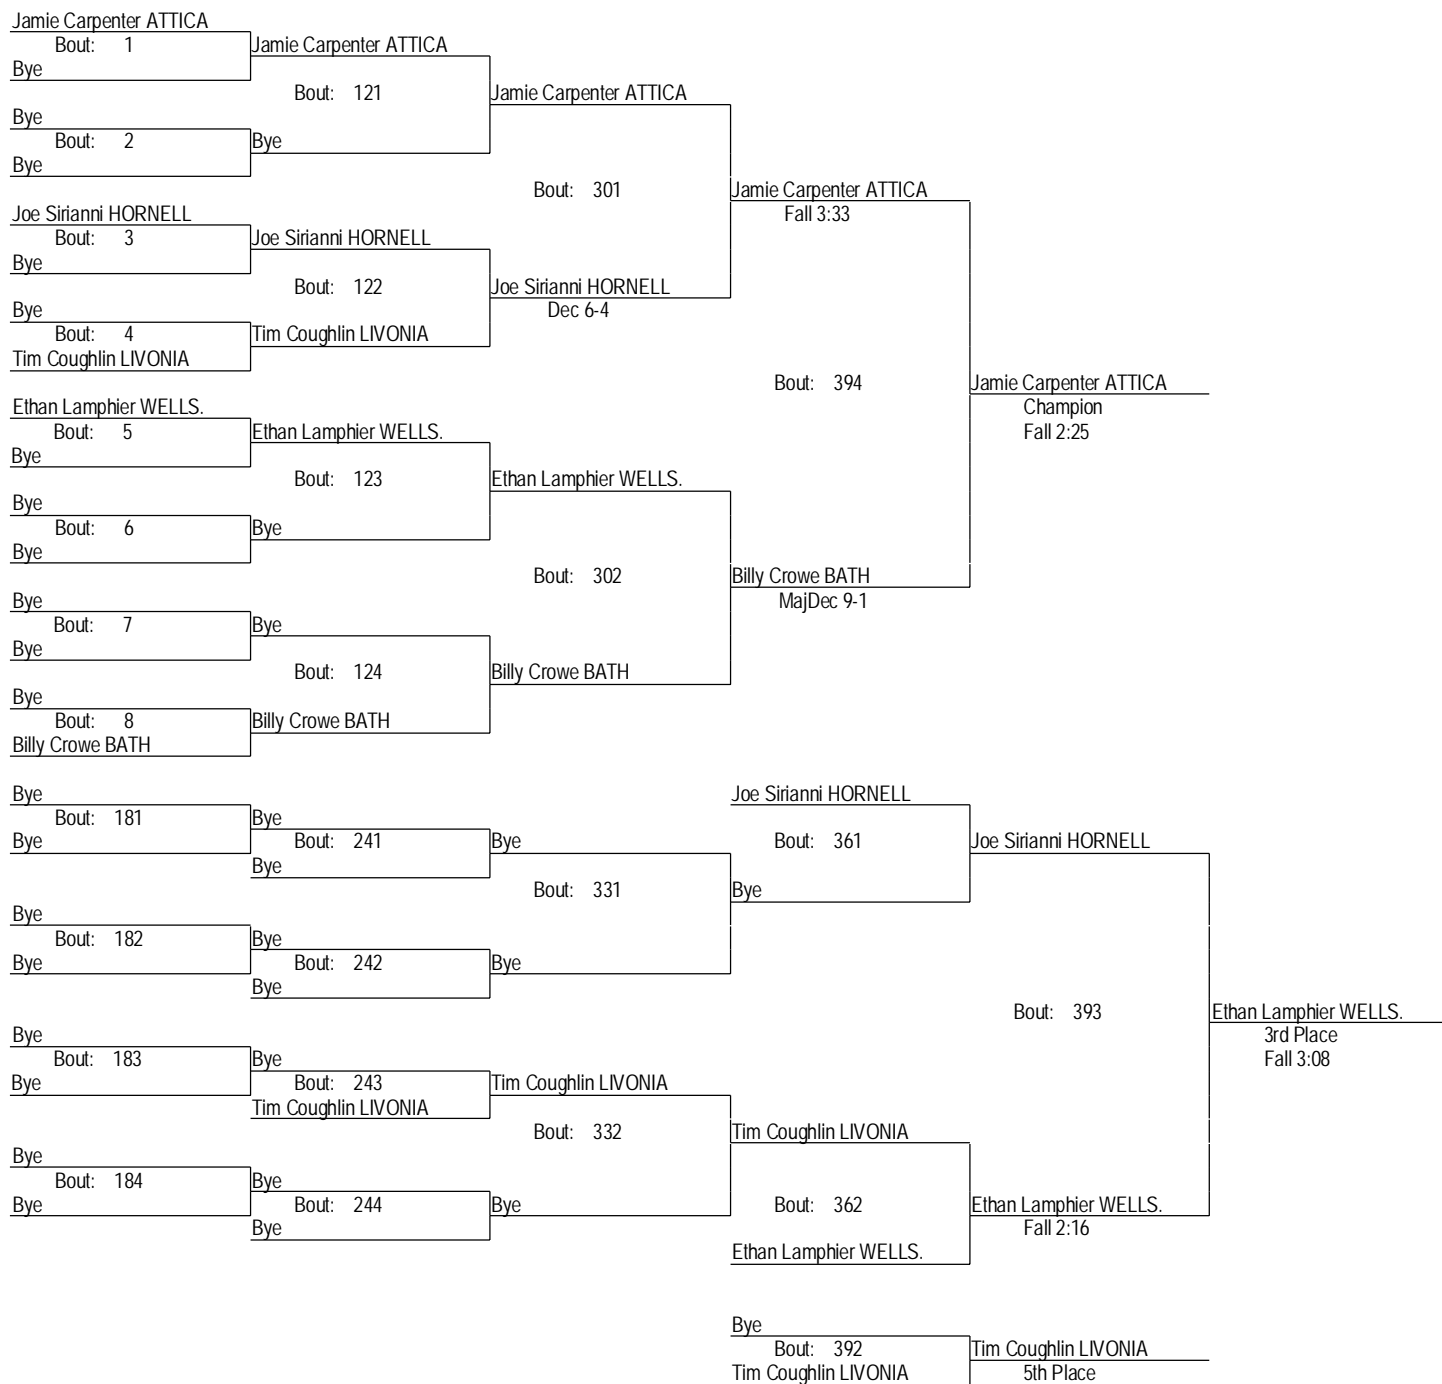 Jamie Carpenter ATTICA
Bout: 1
Jamie Carpenter ATTICA
Bye
Bout: 121
Jamie Carpenter ATTICA
Bye
Bout: 2
Bye
Bye
Bout: 301
Jamie Carpenter ATTICA
Fall 3:33
Joe Sirianni HORNELL
Bout: 3
Joe Sirianni HORNELL
Bye
Bout: 122
Joe Sirianni HORNELL
Dec 6-4
Bye
Bout: 4
Tim Coughlin LIVONIA
Tim Coughlin LIVONIA
Bout: 394
Jamie Carpenter ATTICA
Champion
Fall 2:25
Ethan Lamphier WELLS.
Bout: 5
Ethan Lamphier WELLS.
Bye
Bout: 123
Ethan Lamphier WELLS.
Bye
Bout: 6
Bye
Bye
Bout: 302
Billy Crowe BATH
MajDec 9-1
Bye
Bout: 7
Bye
Bye
Bout: 124
Billy Crowe BATH
Bye
Bout: 8
Billy Crowe BATH
Billy Crowe BATH
Bye
Joe Sirianni HORNELL
Bout: 181
Bye
Bye
Bout: 241
Bye
Bout: 361
Joe Sirianni HORNELL
Bye
Bout: 331
Bye
Bye
Bout: 182
Bye
Bye
Bout: 242
Bye
Bye
Bout: 393
Ethan Lamphier WELLS.
3rd Place
Fall 3:08
Bye
Bout: 183
Bye
Bye
Bout: 243
Tim Coughlin LIVONIA
Tim Coughlin LIVONIA
Bout: 332
Tim Coughlin LIVONIA
Bye
Bout: 184
Bye
Bye
Bout: 244
Bye
Bout: 362
Ethan Lamphier WELLS.
Fall 2:16
Bye
Ethan Lamphier WELLS.
Bye
Bout: 392
Tim Coughlin LIVONIA
Tim Coughlin LIVONIA
5th Place